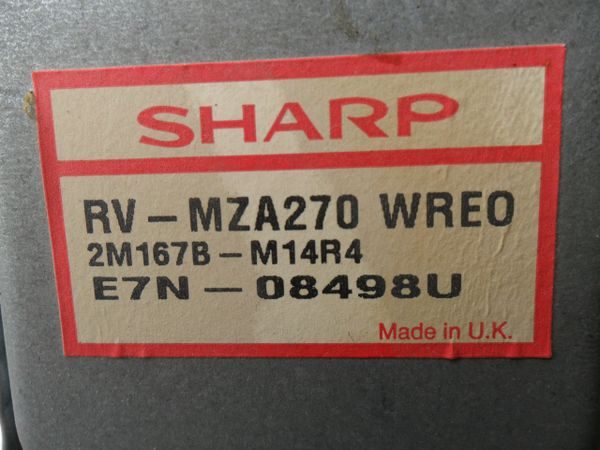 SHARP
RV-MZA270 WREO
2M167B-M14R4
E7N-08498U
Made in U.K.